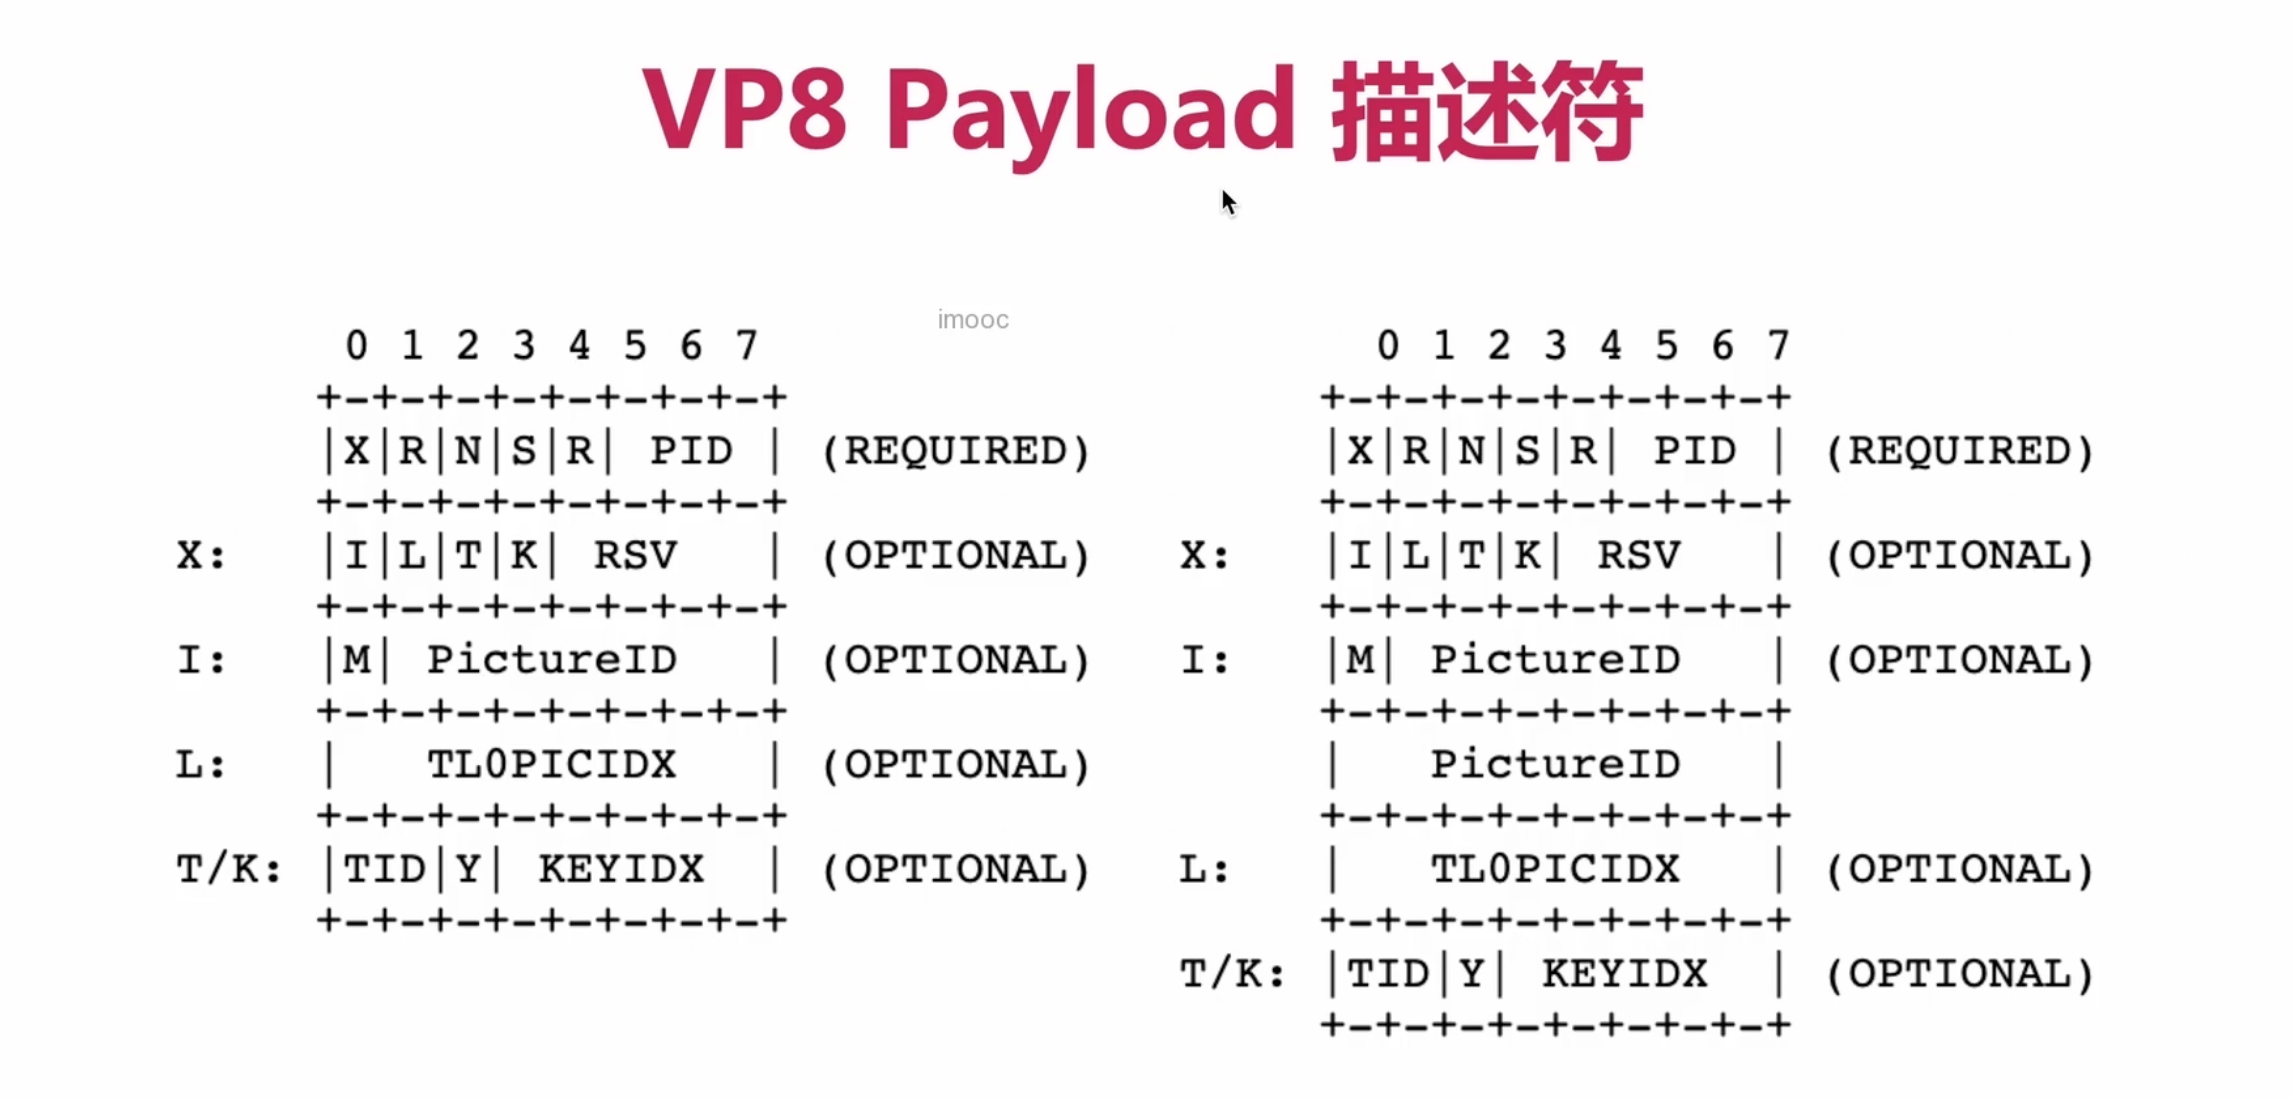 VP8 Payload 描述符
imooc
0 1 2 3 4 5 6 7
+-+-+-+-+-+-+-+-+
|X|R|N|S|R| PID | (REQUIRED)
+-+-+-+-+-+-+-+-+
X: |I|L|T|K| RSV | (OPTIONAL)
+-+-+-+-+-+-+-+-+
I: |M| PictureID | (OPTIONAL)
+-+-+-+-+-+-+-+-+
L: | TL0PICIDX | (OPTIONAL)
+-+-+-+-+-+-+-+-+
T/K: |TID|Y| KEYIDX | (OPTIONAL)
+-+-+-+-+-+-+-+-+
0 1 2 3 4 5 6 7
+-+-+-+-+-+-+-+-+
|X|R|N|S|R| PID | (REQUIRED)
+-+-+-+-+-+-+-+-+
X: |I|L|T|K| RSV | (OPTIONAL)
+-+-+-+-+-+-+-+-+
I: |M| PictureID | (OPTIONAL)
+-+-+-+-+-+-+-+-+
| PictureID |
+-+-+-+-+-+-+-+-+
L: | TL0PICIDX | (OPTIONAL)
+-+-+-+-+-+-+-+-+
T/K: |TID|Y| KEYIDX | (OPTIONAL)
+-+-+-+-+-+-+-+-+